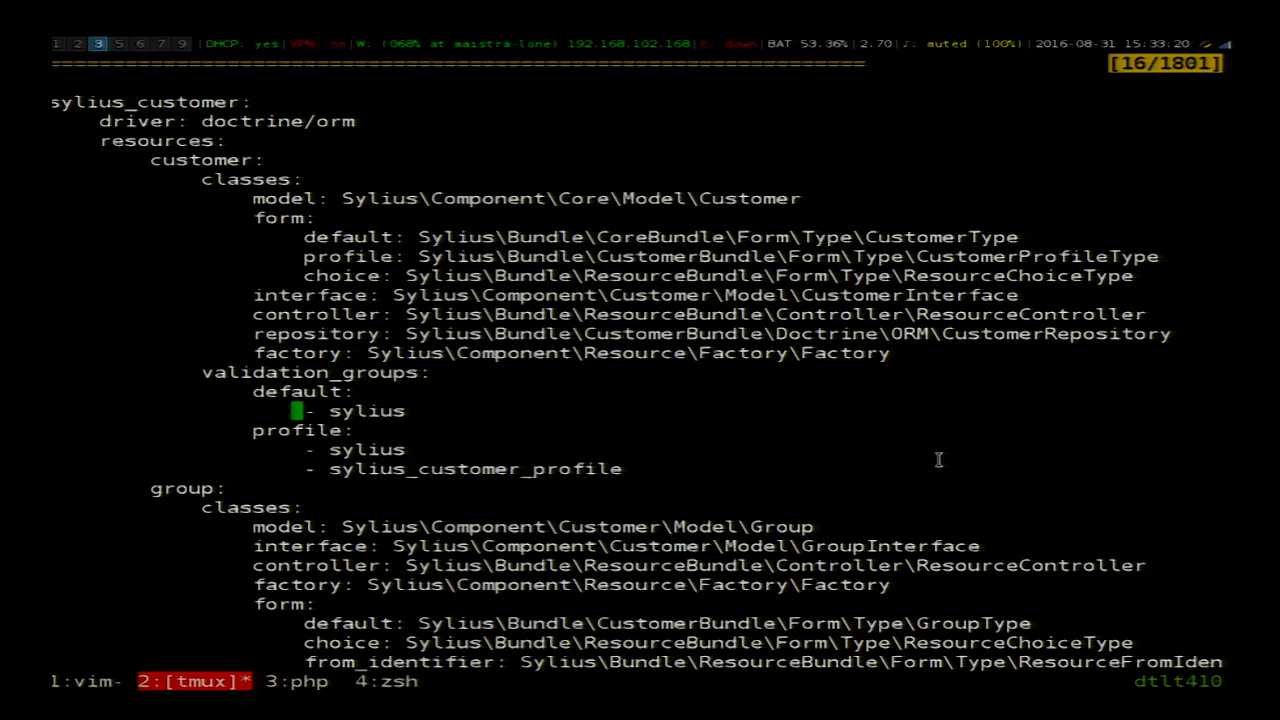 1 2 3 5 6 7 9 |DHCP: yes|VPN: no|W: (068% at maistra-lone) 192.168.102.168|E: down|BAT 53.36%|2.70|♪: muted (100%)|2016-08-31 15:33:20
================================================================ [16/1801]
sylius_customer:
    driver: doctrine/orm
    resources:
        customer:
            classes:
                model: Sylius\Component\Core\Model\Customer
                form:
                    default: Sylius\Bundle\CoreBundle\Form\Type\CustomerType
                    profile: Sylius\Bundle\CustomerBundle\Form\Type\CustomerProfileType
                    choice: Sylius\Bundle\ResourceBundle\Form\Type\ResourceChoiceType
                interface: Sylius\Component\Customer\Model\CustomerInterface
                controller: Sylius\Bundle\ResourceBundle\Controller\ResourceController
                repository: Sylius\Bundle\CustomerBundle\Doctrine\ORM\CustomerRepository
                factory: Sylius\Component\Resource\Factory\Factory
            validation_groups:
                default:
                    - sylius
                profile:
                    - sylius
                    - sylius_customer_profile
        group:
            classes:
                model: Sylius\Component\Customer\Model\Group
                interface: Sylius\Component\Customer\Model\GroupInterface
                controller: Sylius\Bundle\ResourceBundle\Controller\ResourceController
                factory: Sylius\Component\Resource\Factory\Factory
                form:
                    default: Sylius\Bundle\CustomerBundle\Form\Type\GroupType
                    choice: Sylius\Bundle\ResourceBundle\Form\Type\ResourceChoiceType
                    from_identifier: Sylius\Bundle\ResourceBundle\Form\Type\ResourceFromIden
1:vim- 2:[tmux]* 3:php 4:zsh dtlt410